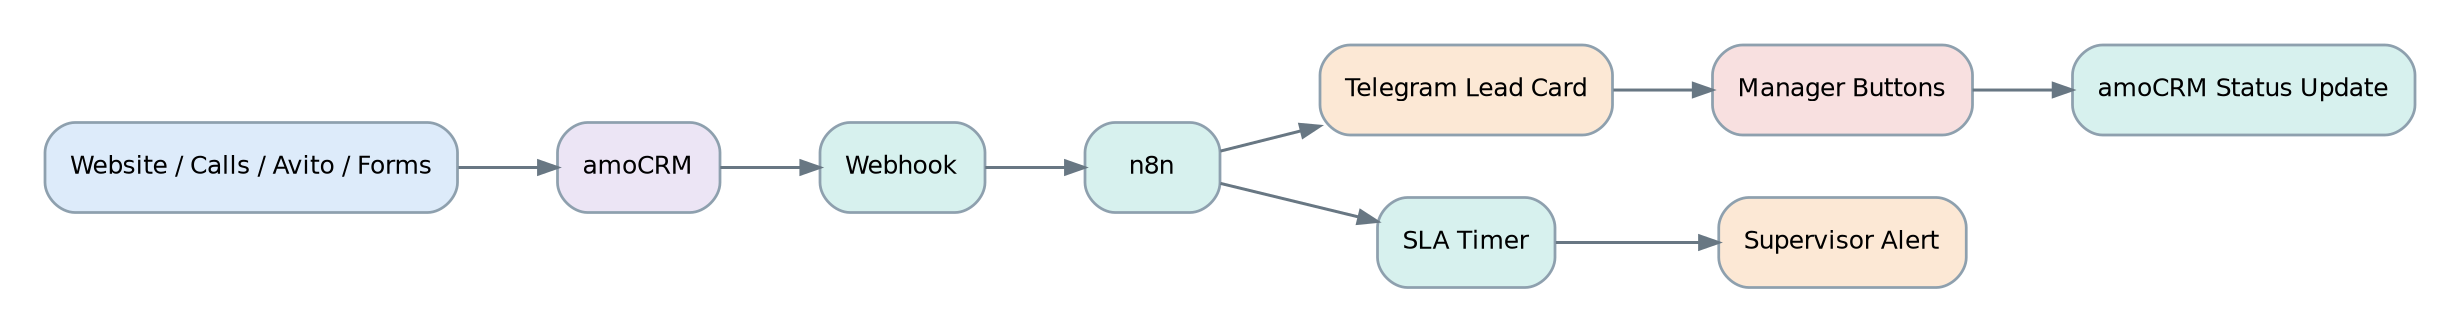 Website / Calls / Avito / Forms
amoCRM
Webhook
n8n
Telegram Lead Card
Manager Buttons
amoCRM Status Update
SLA Timer
Supervisor Alert